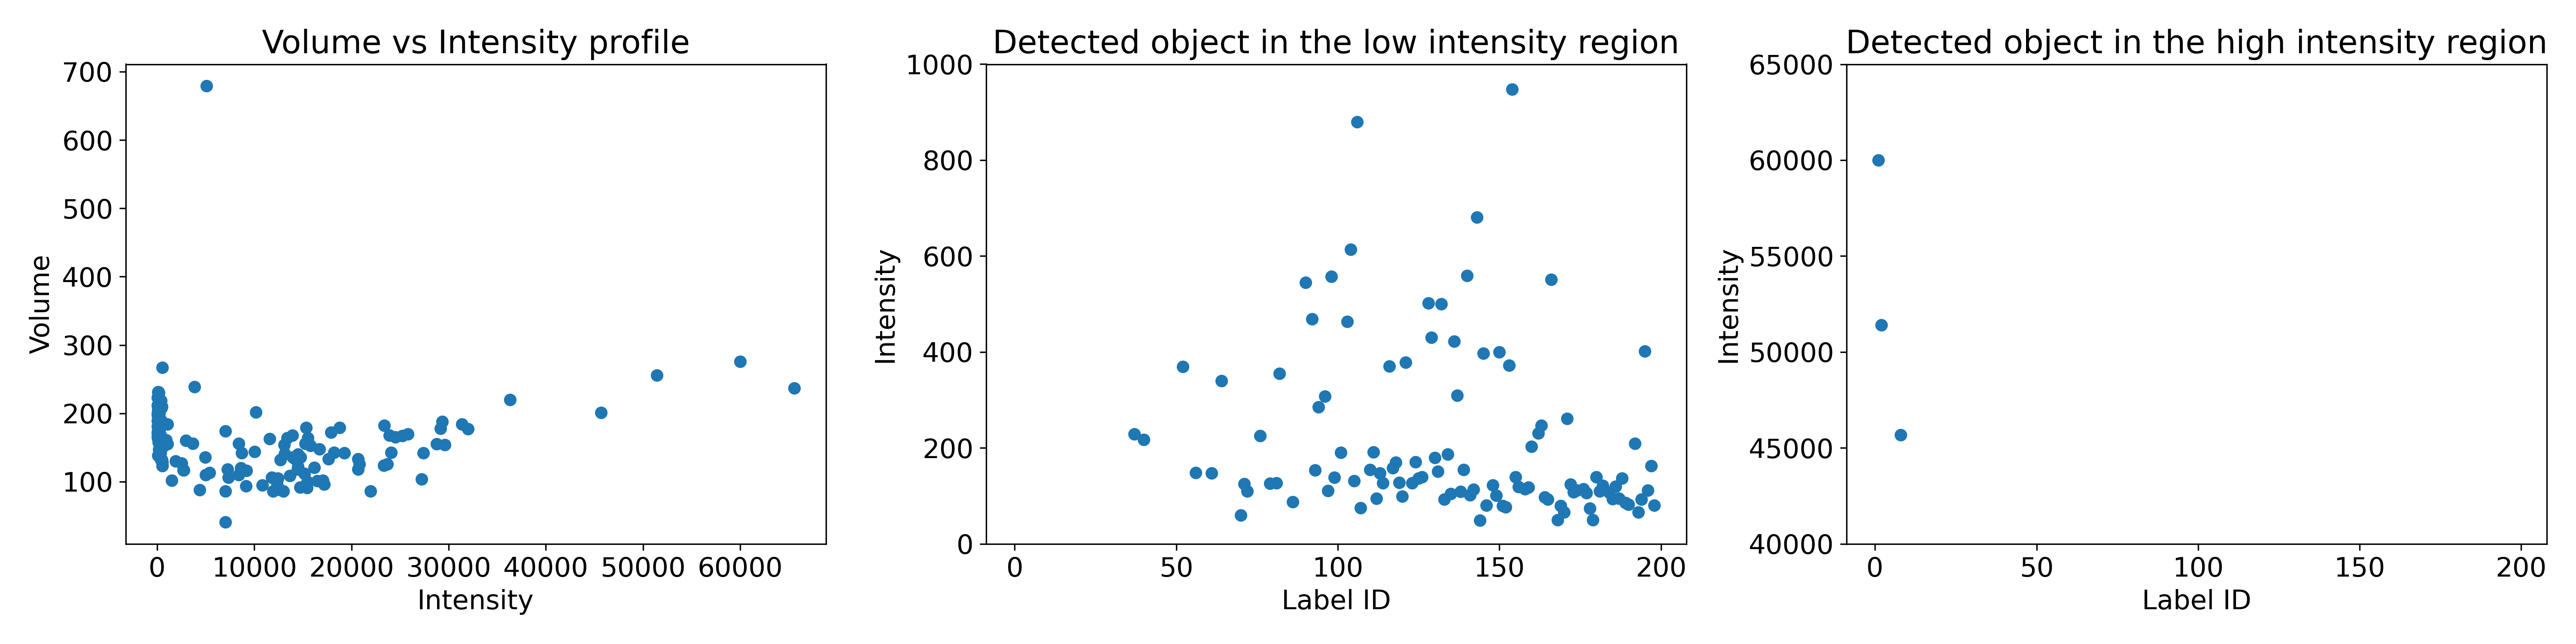 Volume vs Intensity profile
700
600
500
400
300
200
100
Volume
0 10000 20000 30000 40000 50000 60000
Intensity
Detected object in the low intensity region
1000
800
600
400
200
0
Intensity
0 50 100 150 200
Label ID
Detected object in the high intensity region
65000
60000
55000
50000
45000
40000
Intensity
0 50 100 150 200
Label ID